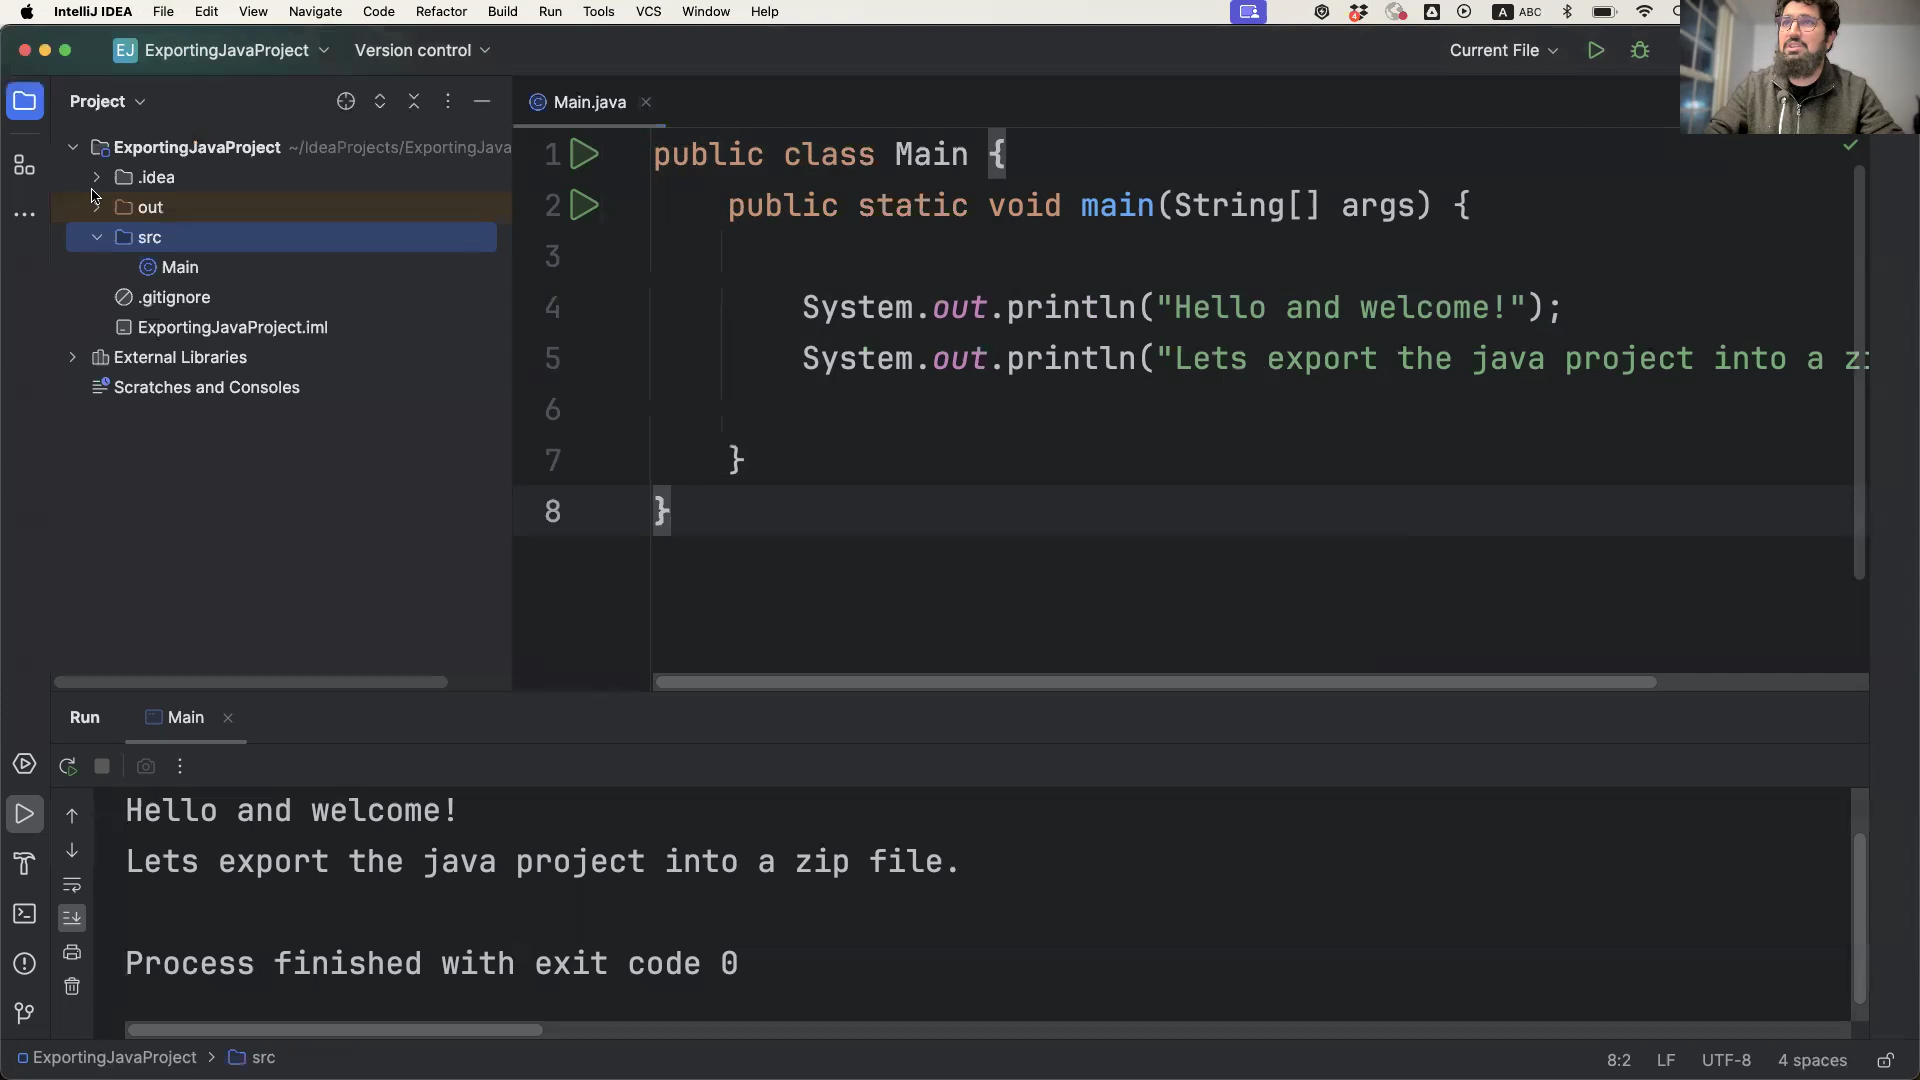 IntelliJ IDEA File Edit View Navigate Code Refactor Build Run Tools VCS Window Help 4 A ABC
EJ ExportingJavaProject Version control Current File
Project
Main.java
ExportingJavaProject ~/IdeaProjects/ExportingJava
.idea
out
src
Main
.gitignore
ExportingJavaProject.iml
External Libraries
Scratches and Consoles
1 public class Main {
2 public static void main(String[] args) {
3
4 System.out.println("Hello and welcome!");
5 System.out.println("Lets export the java project into a
6
7 }
8 }
Run Main
Hello and welcome!
Lets export the java project into a zip file.
Process finished with exit code 0
ExportingJavaProject > src 8:2 LF UTF-8 4 spaces